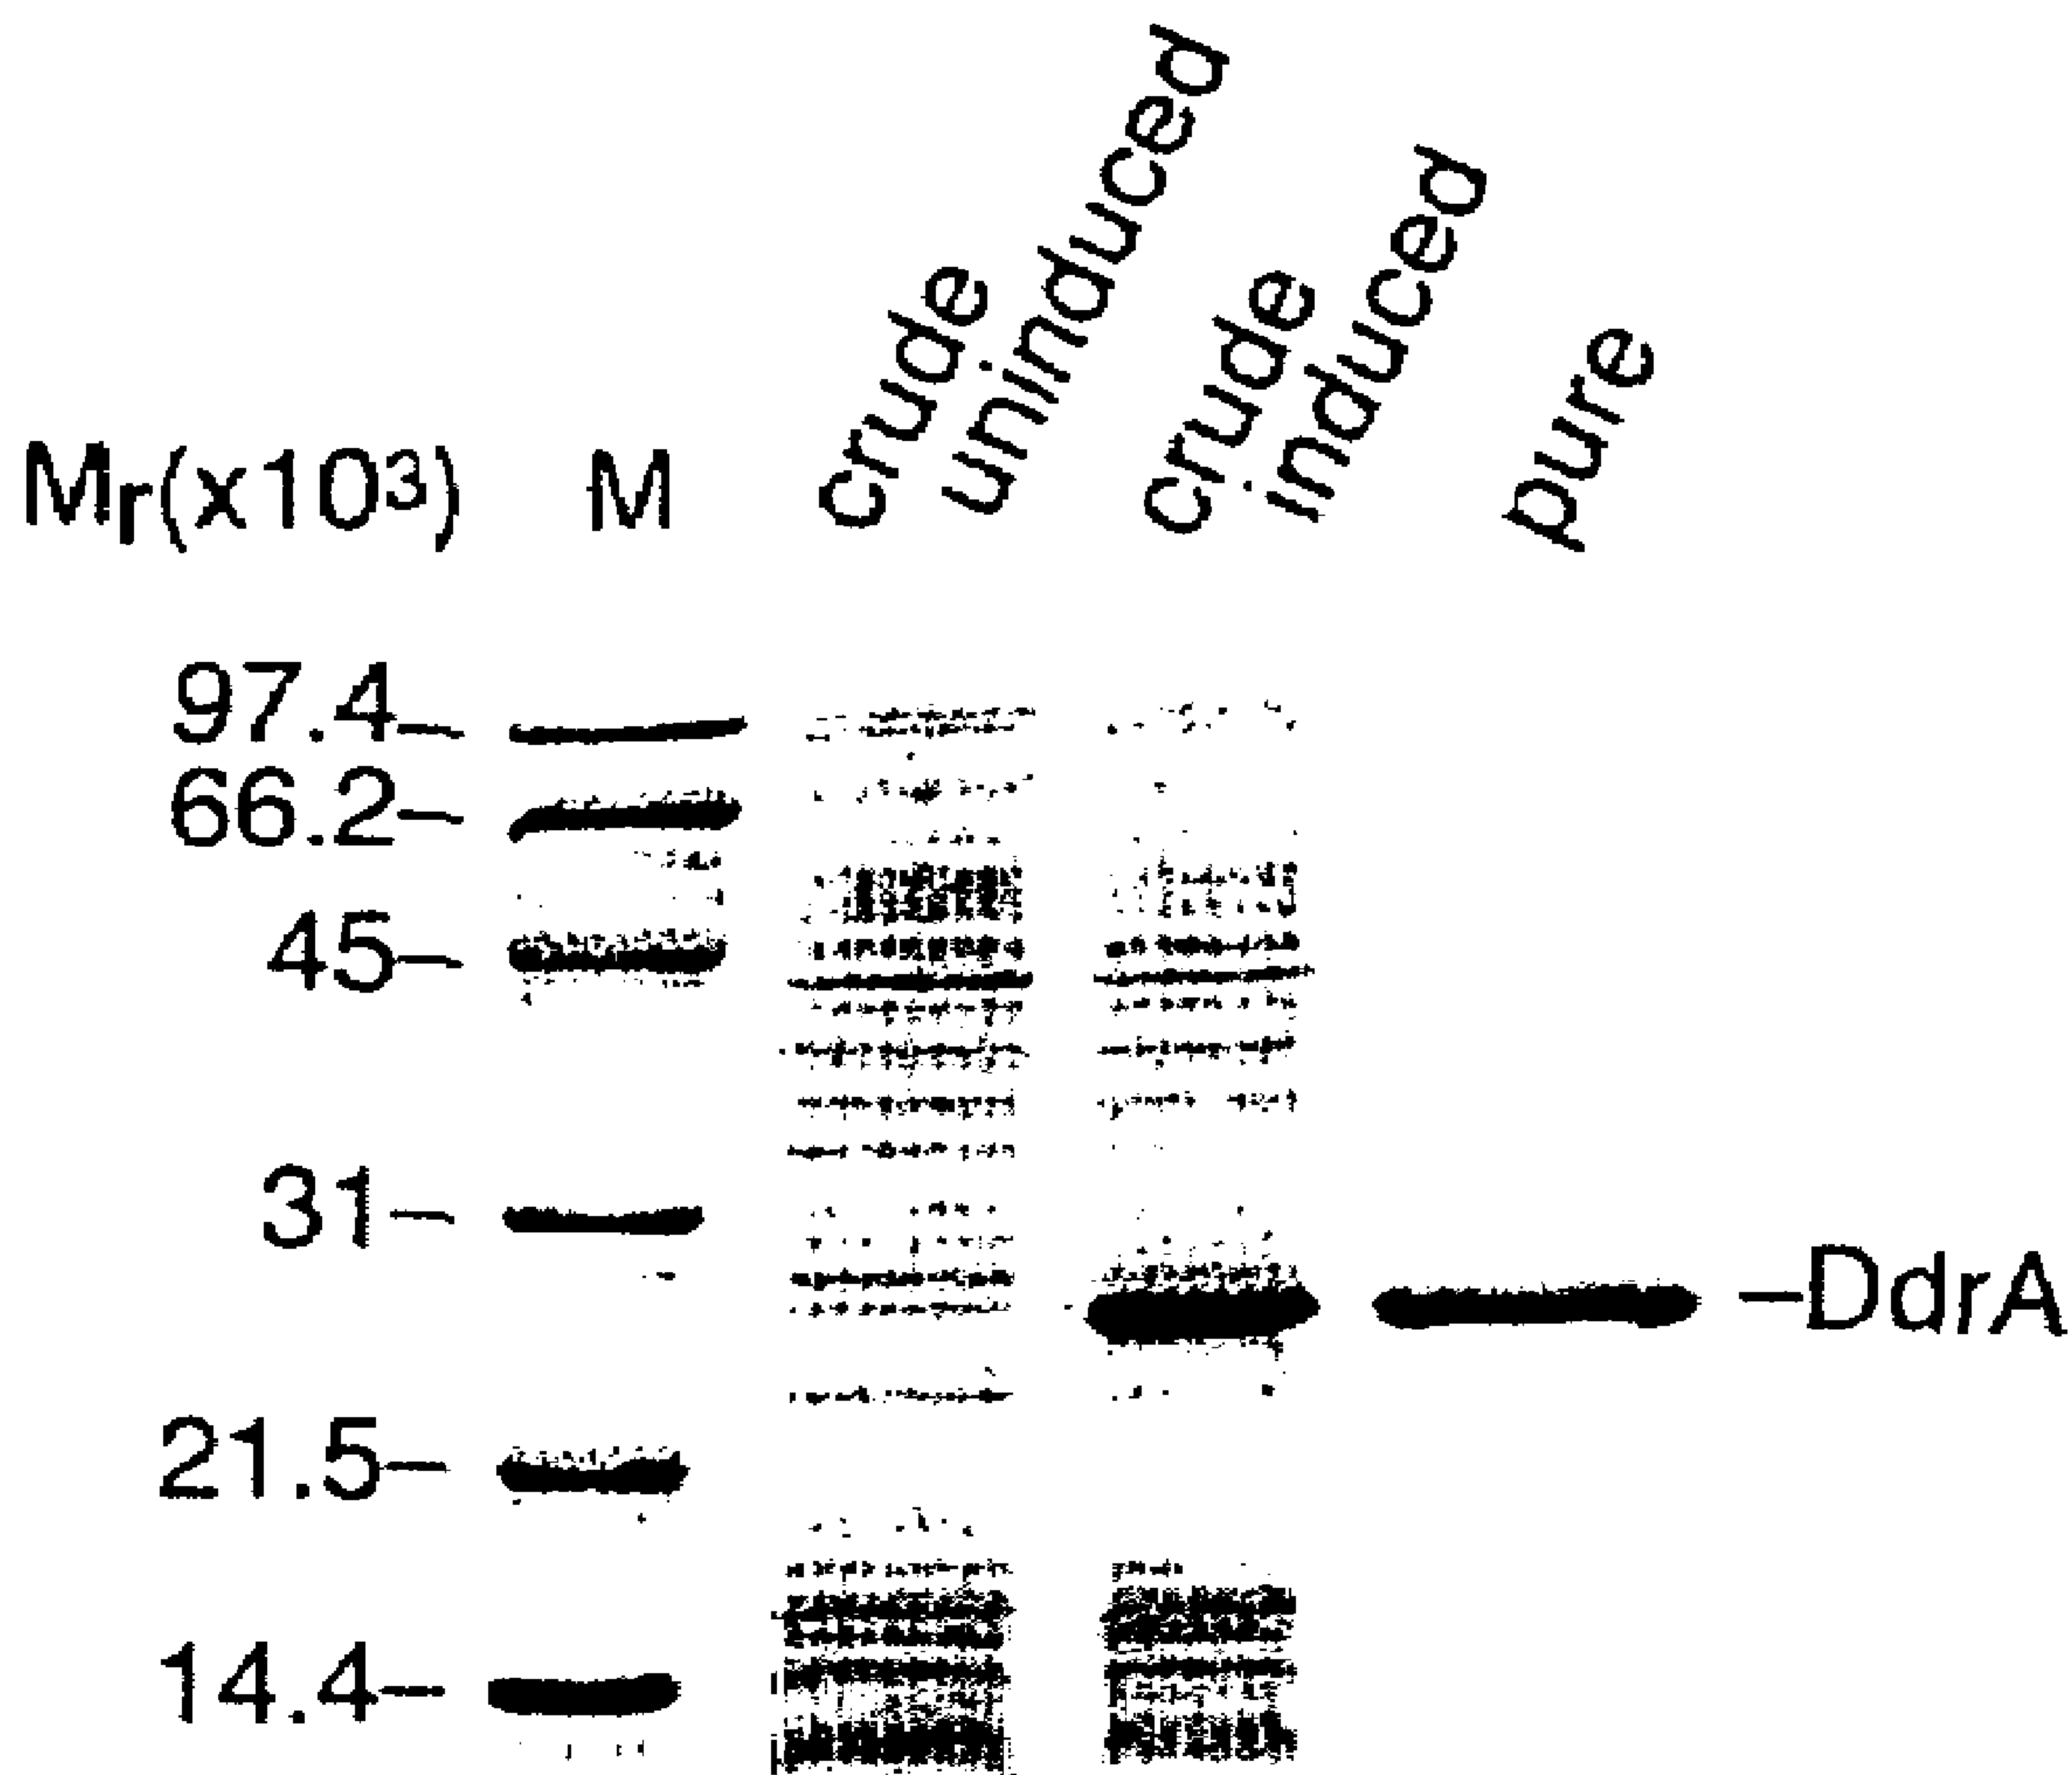 Mr(x10³)
M
crude
uninduced
crude
induced
pure
97.4–
66.2–
45–
31–
–DdrA
21.5–
14.4–